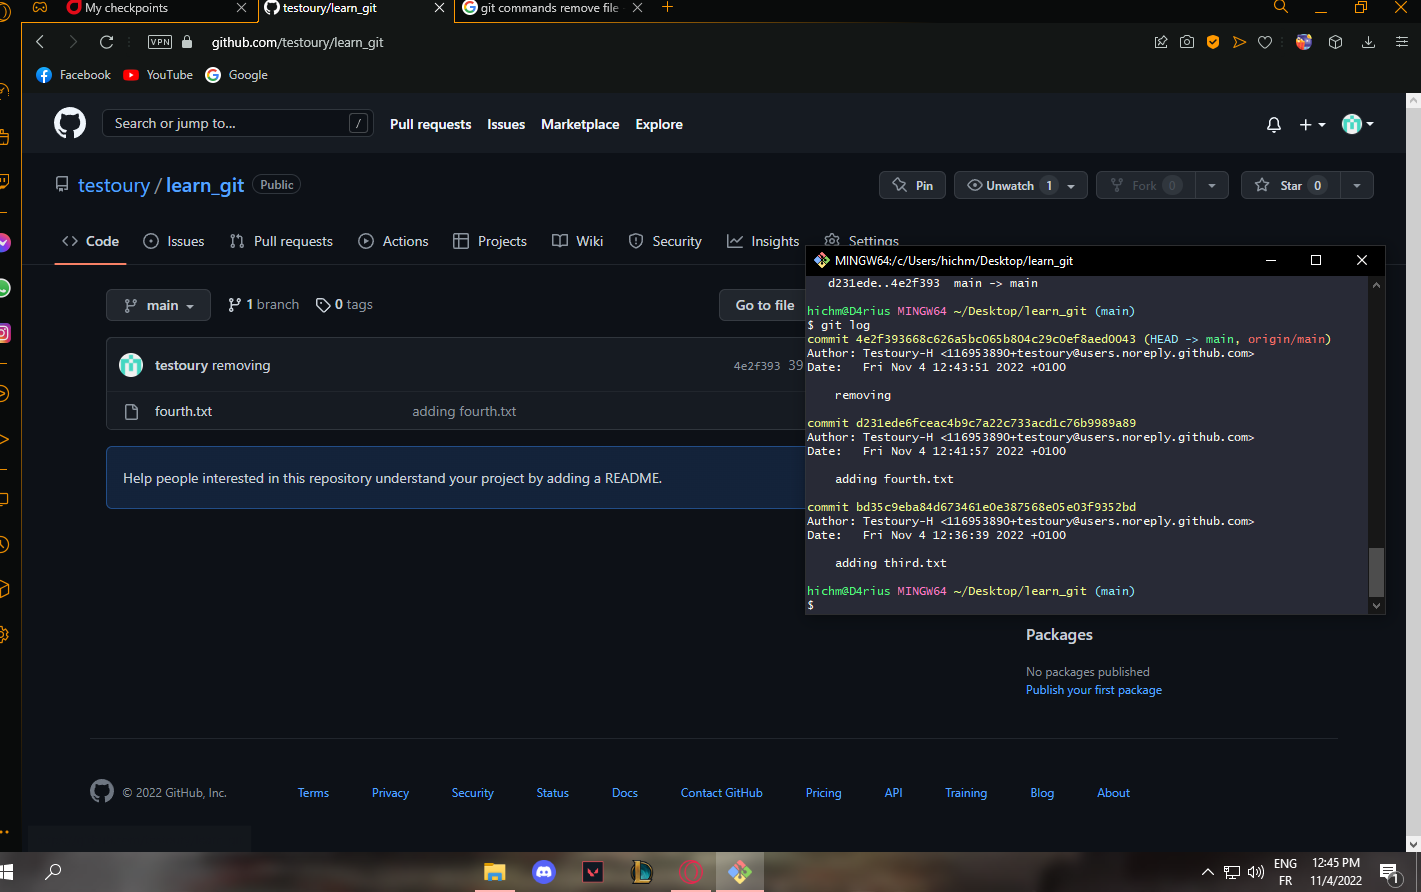 My checkpoints
testoury/learn_git
git commands remove file
VPN
github.com/testoury/learn_git
Facebook
YouTube
Google
Search or jump to...
/
Pull requests
Issues
Marketplace
Explore
testoury / learn_git
Public
Pin
Unwatch 1
Fork 0
Star 0
Code
Issues
Pull requests
Actions
Projects
Wiki
Security
Insights
Settings
main
1 branch
0 tags
Go to file
testoury removing
4e2f393 39
fourth.txt
adding fourth.txt
Help people interested in this repository understand your project by adding a README.
MINGW64:/c/Users/hichm/Desktop/learn_git
d231ede..4e2f393  main -> main
hichm@D4rius MINGW64 ~/Desktop/learn_git (main)
$ git log
commit 4e2f393668c626a5bc065b804c29c0ef8aed0043 (HEAD -> main, origin/main)
Author: Testoury-H <116953890+testoury@users.noreply.github.com>
Date:   Fri Nov 4 12:43:51 2022 +0100
removing
commit d231ede6fceac4b9c7a22c733acd1c76b9989a89
Author: Testoury-H <116953890+testoury@users.noreply.github.com>
Date:   Fri Nov 4 12:41:57 2022 +0100
adding fourth.txt
commit bd35c9eba84d673461e0e387568e05e03f9352bd
Author: Testoury-H <116953890+testoury@users.noreply.github.com>
Date:   Fri Nov 4 12:36:39 2022 +0100
adding third.txt
hichm@D4rius MINGW64 ~/Desktop/learn_git (main)
$
Packages
No packages published
Publish your first package
© 2022 GitHub, Inc.
Terms
Privacy
Security
Status
Docs
Contact GitHub
Pricing
API
Training
Blog
About
ENG
FR
12:45 PM
11/4/2022
1